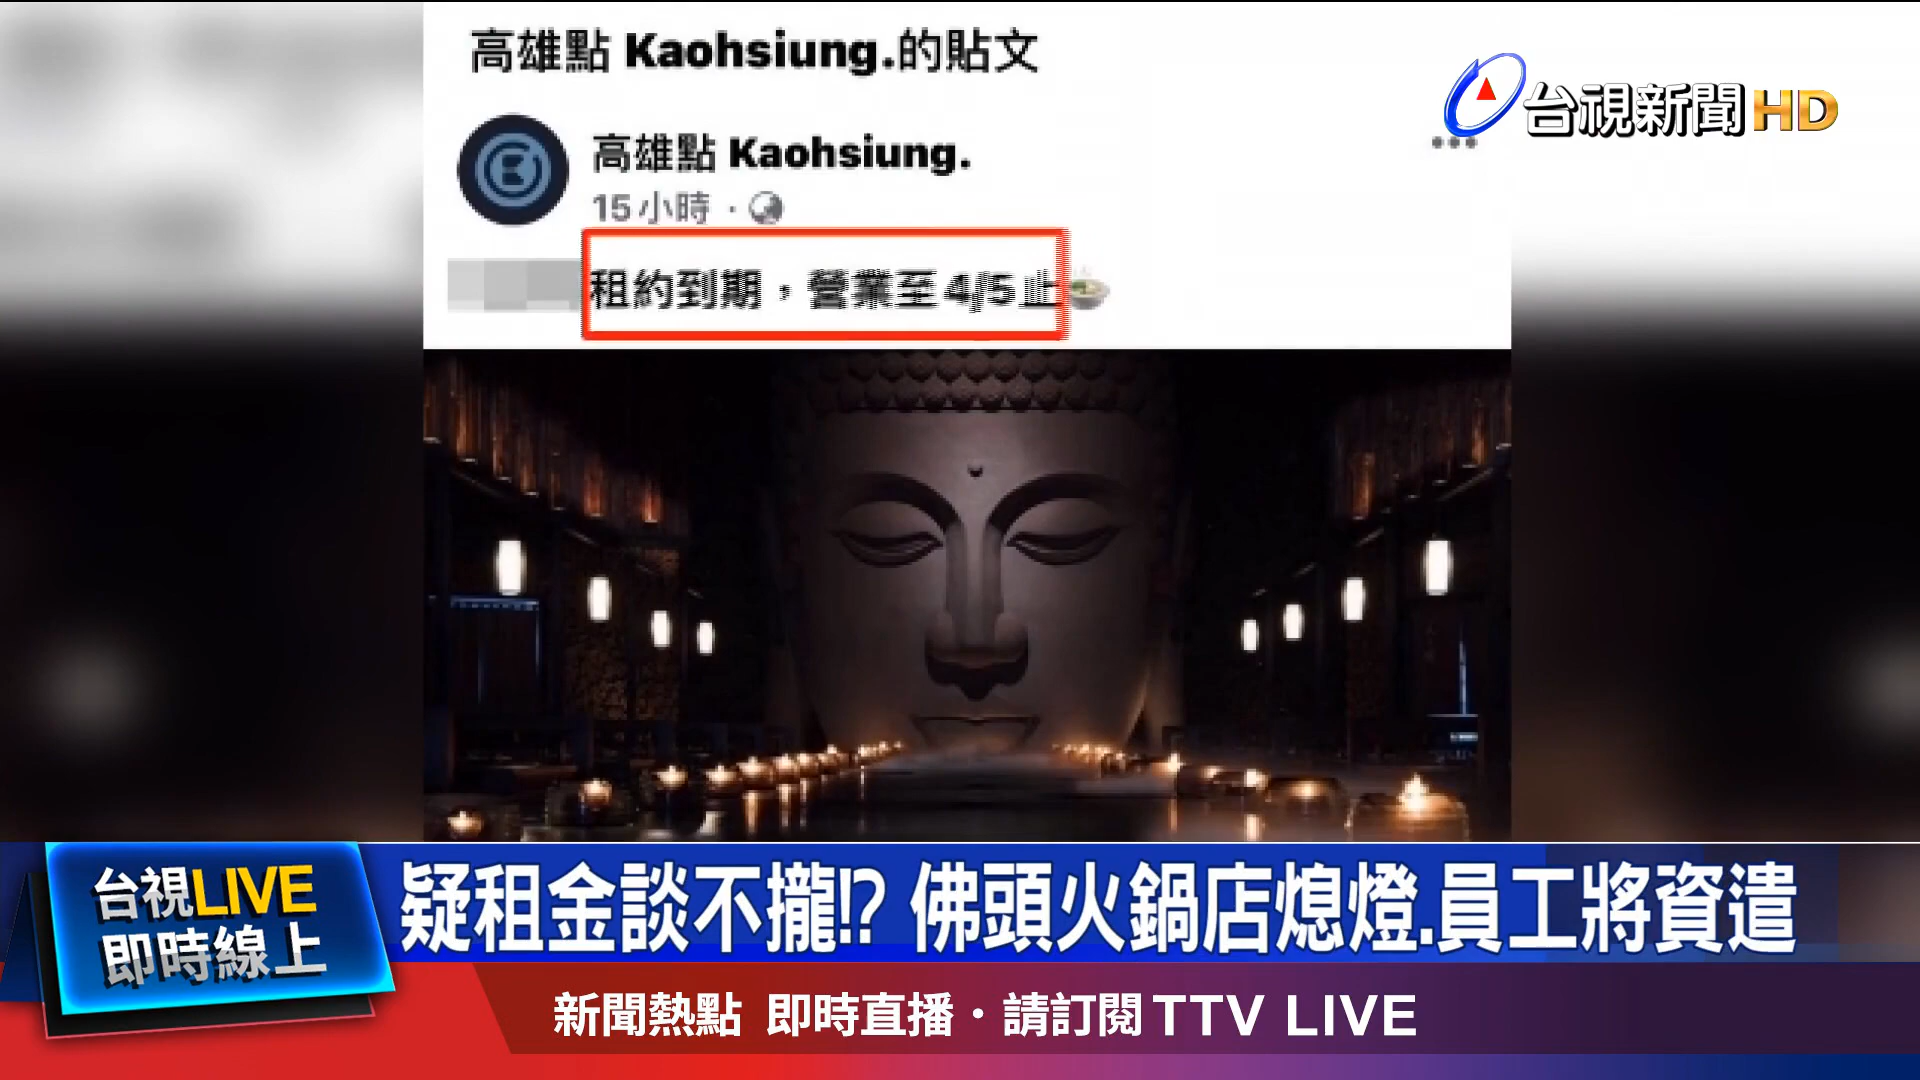 高雄點 Kaohsiung.的貼文
台視新聞HD
高雄點 Kaohsiung.
15小時
租約到期，營業至4/5止
台視LIVE
即時線上
疑租金談不攏!? 佛頭火鍋店熄燈.員工將資遣
新聞熱點 即時直播・請訂閱TTV LIVE